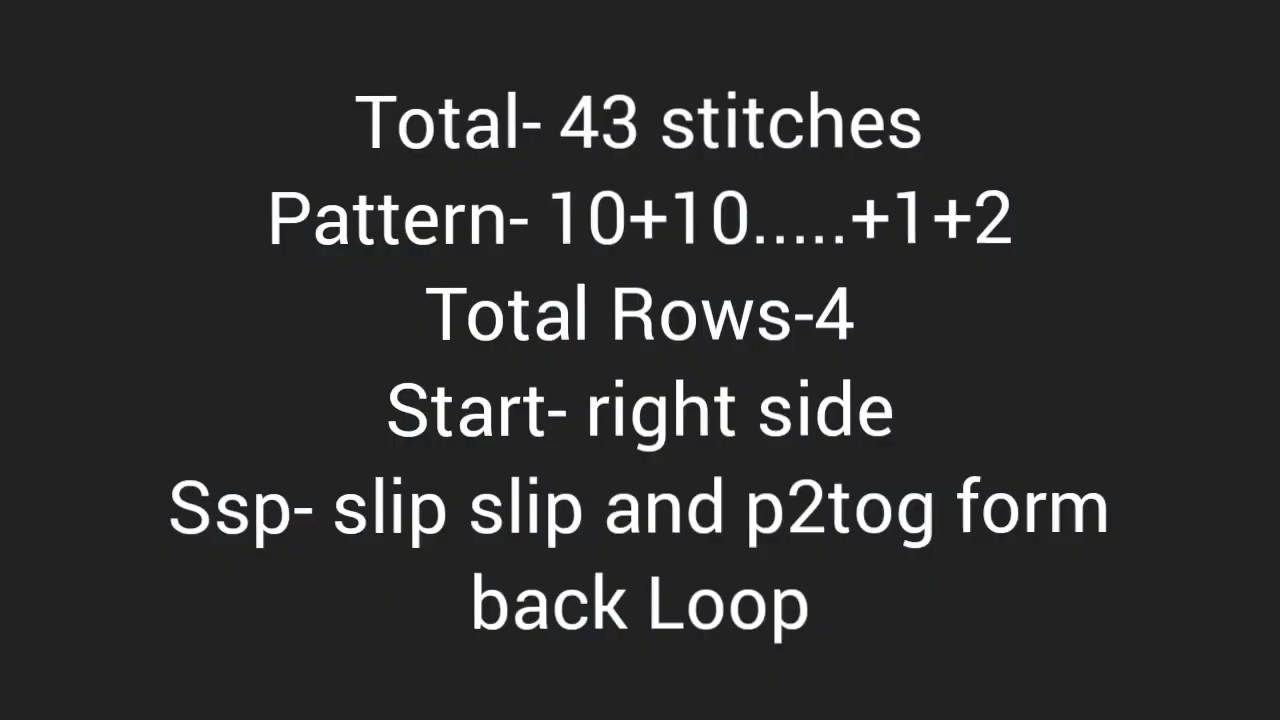 Total- 43 stitches
Pattern- 10+10.....+1+2
Total Rows-4
Start- right side
Ssp- slip slip and p2tog form
back Loop